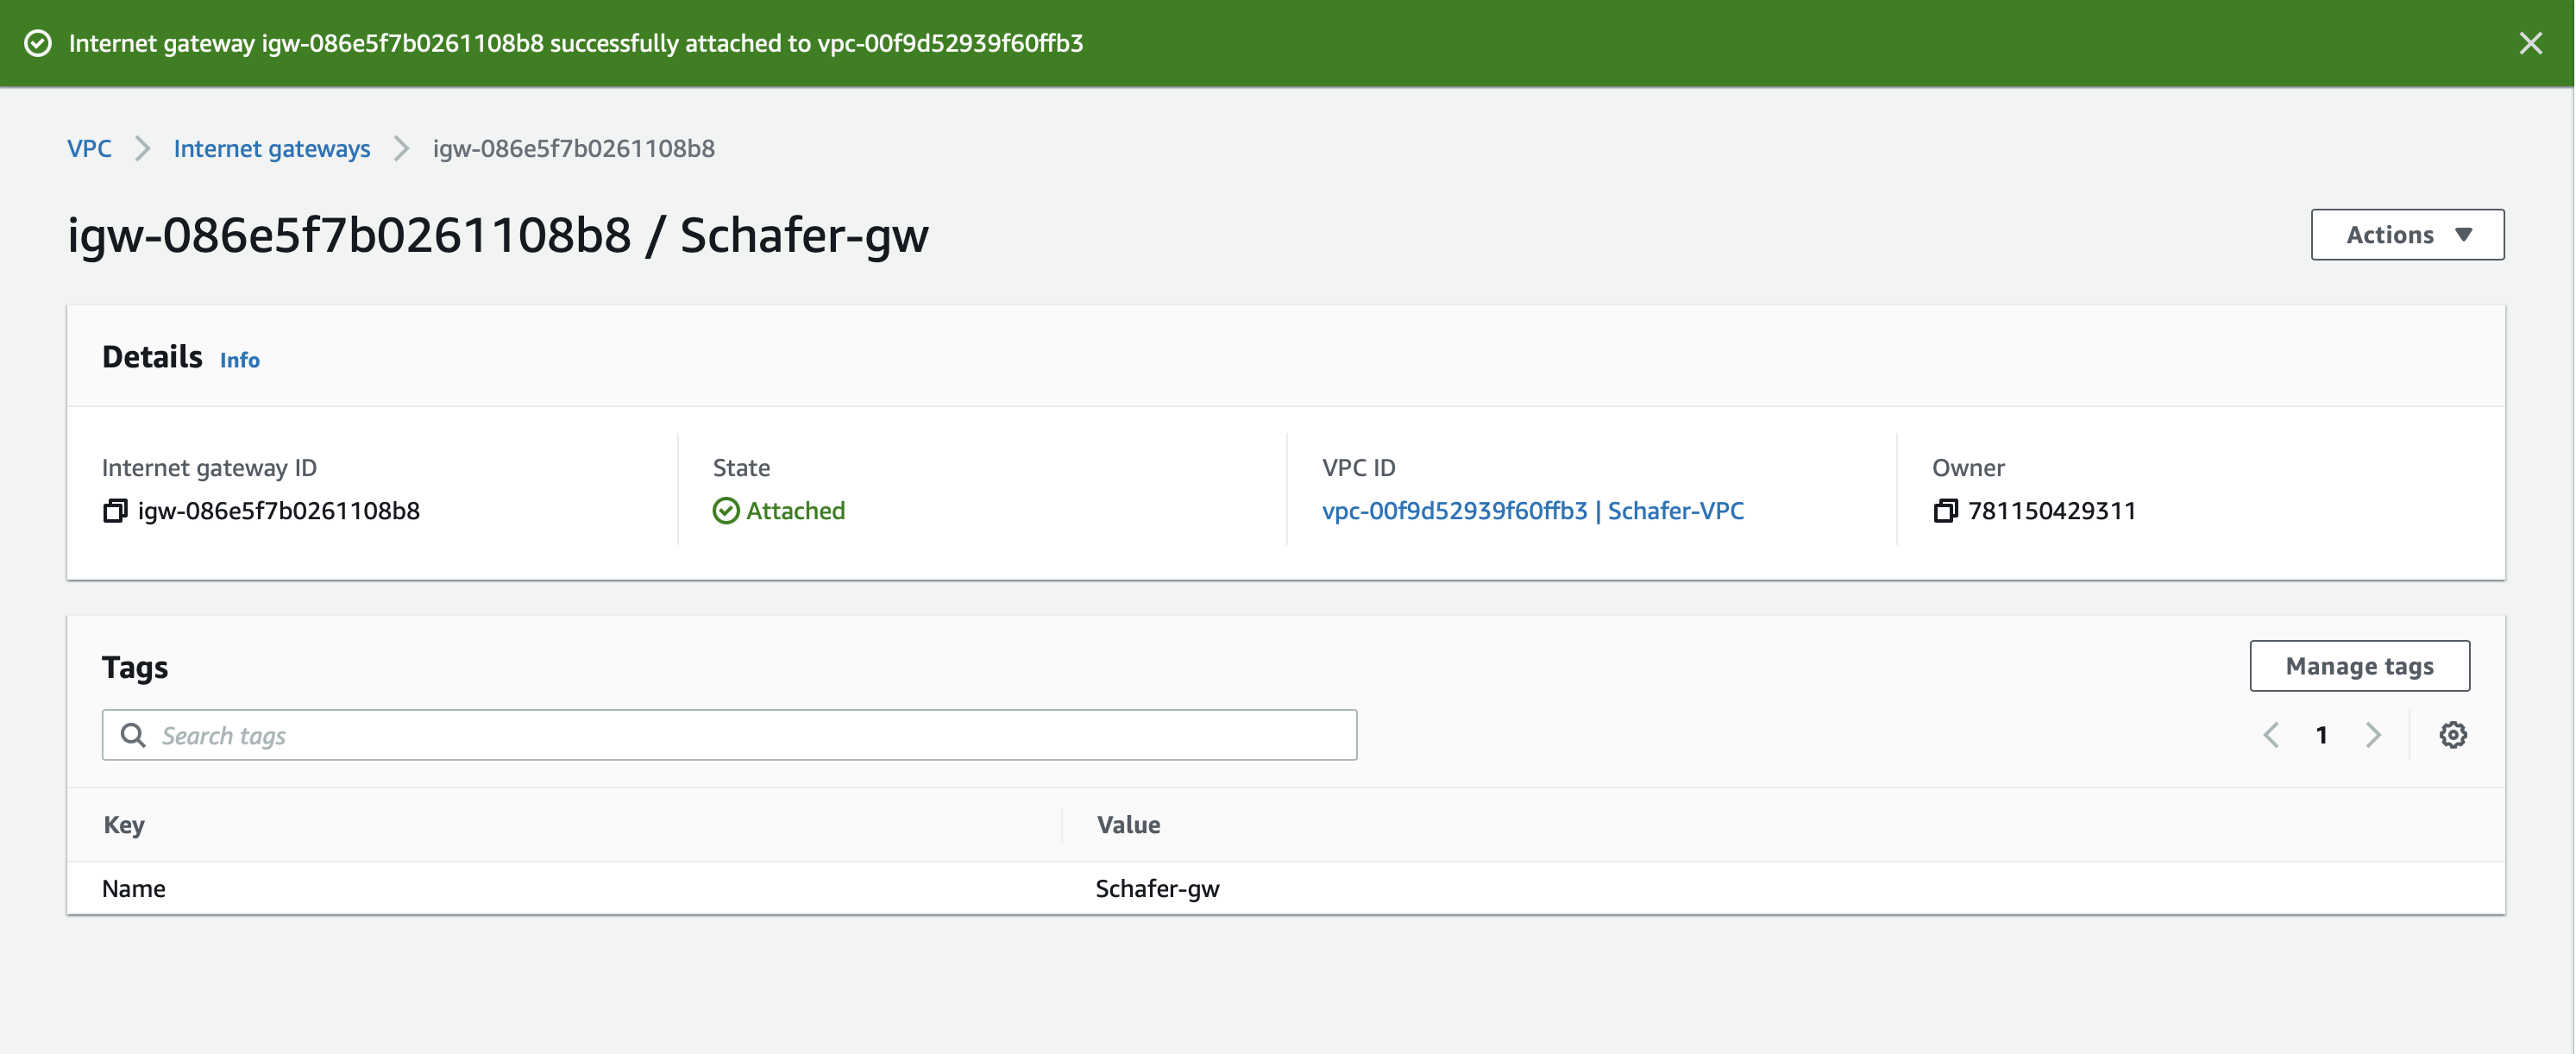 Internet gateway igw-086e5f7b0261108b8 successfully attached to vpc-00f9d52939f60ffb3
VPC
Internet gateways
igw-086e5f7b0261108b8
igw-086e5f7b0261108b8 / Schafer-gw
Actions
Details Info
Internet gateway ID
igw-086e5f7b0261108b8
State
Attached
VPC ID
vpc-00f9d52939f60ffb3 | Schafer-VPC
Owner
781150429311
Tags
Manage tags
Search tags
1
Key
Value
Name
Schafer-gw